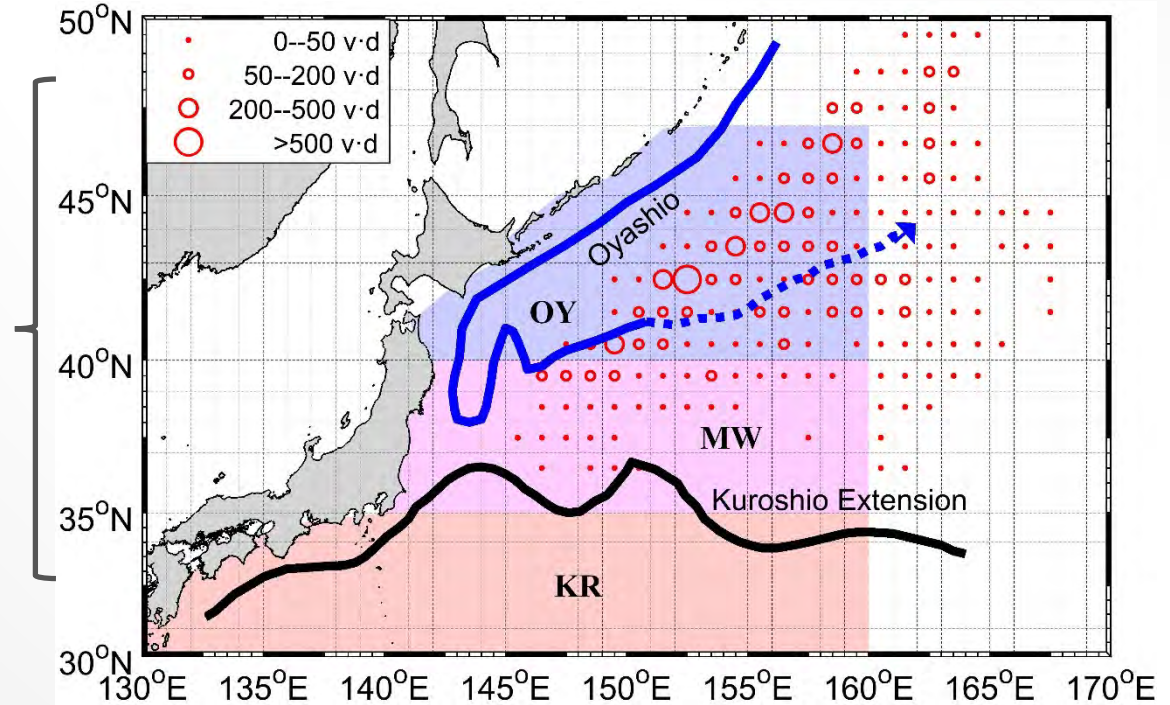 50°N
0--50 v·d
50--200 v·d
200--500 v·d
>500 v·d
45°N
Oyashio
OY
40°N
MW
Kuroshio Extension
35°N
KR
30°N
130°E 135°E 140°E 145°E 150°E 155°E 160°E 165°E 170°E